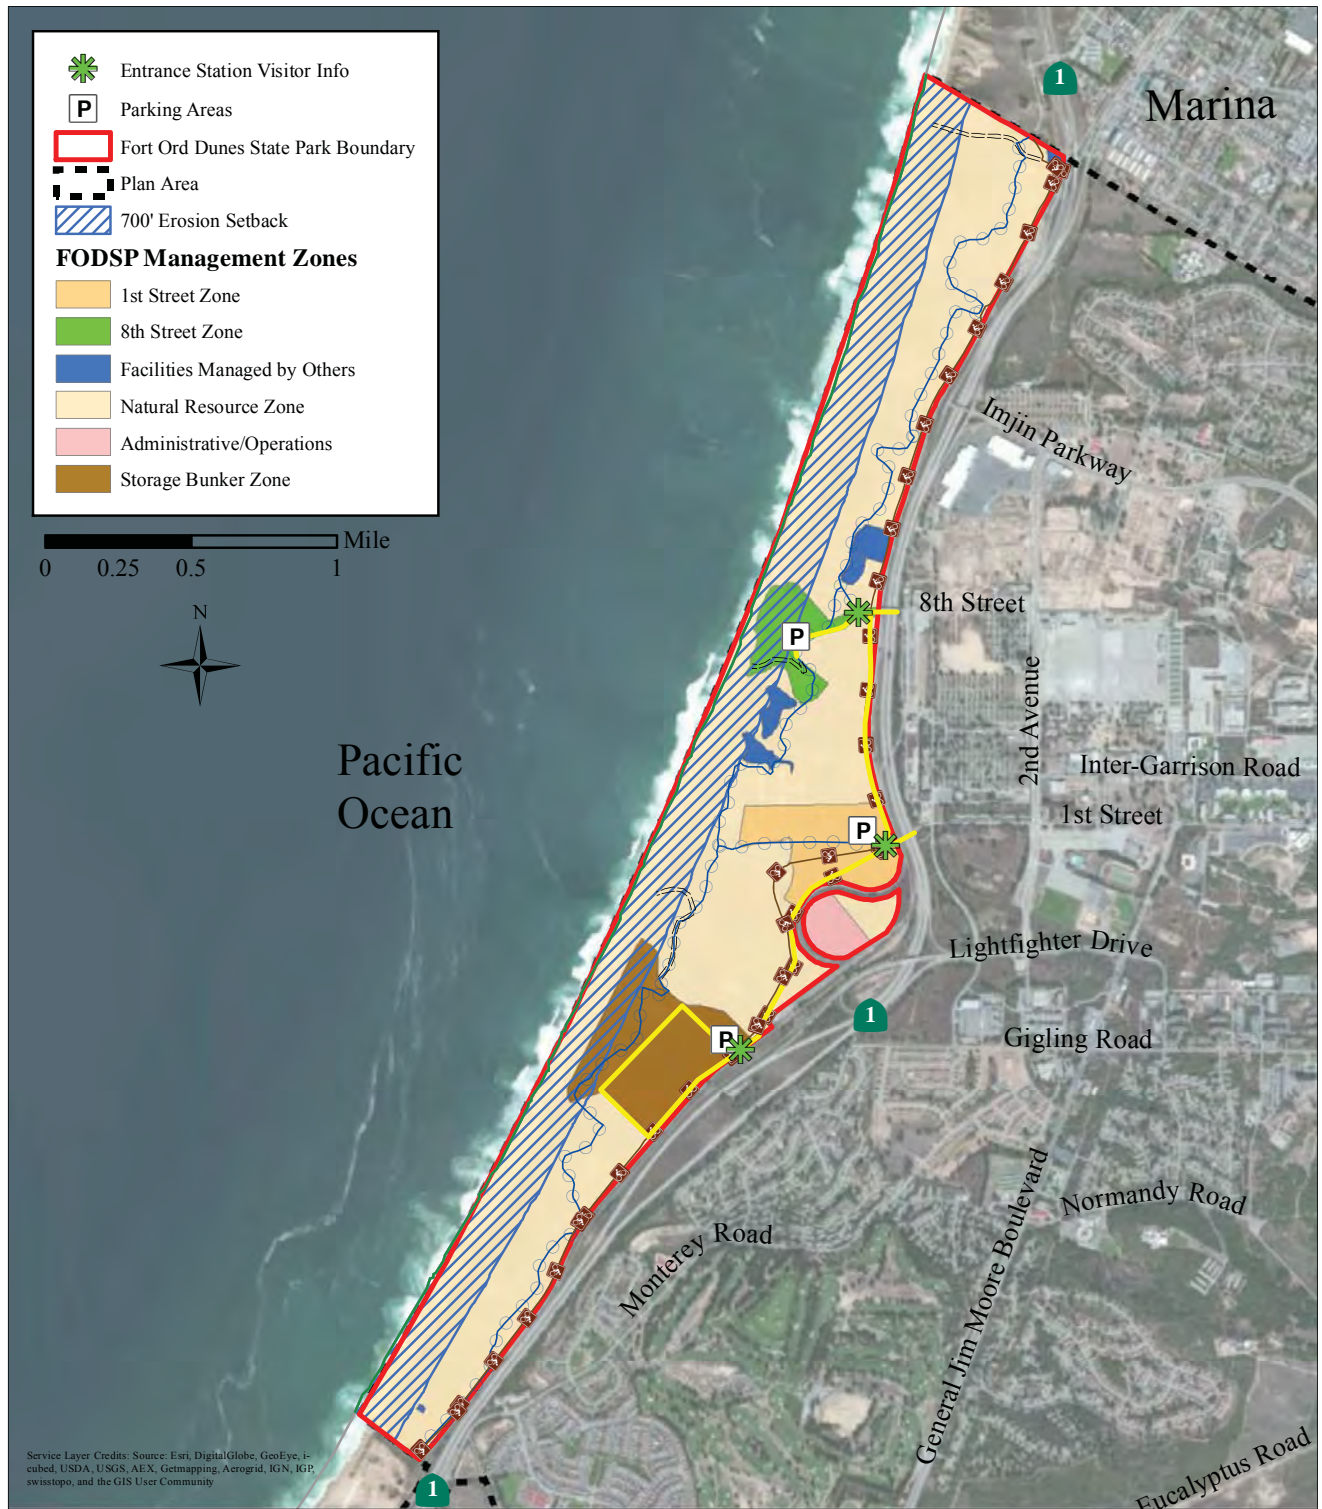 Entrance Station Visitor Info
P
Parking Areas
Fort Ord Dunes State Park Boundary
Plan Area
700' Erosion Setback
FODSP Management Zones
1st Street Zone
8th Street Zone
Facilities Managed by Others
Natural Resource Zone
Administrative/Operations
Storage Bunker Zone
Mile
0 0.25 0.5 1
N
1
Marina
Imjin Parkway
8th Street
P
2nd Avenue
Pacific
Ocean
Inter-Garrison Road
1st Street
P
Lightfighter Drive
1
Gigling Road
P
General Jim Moore Boulevard
Normandy Road
Monterey Road
Eucalyptus Road
1
Service Layer Credits: Source: Esri, DigitalGlobe, GeoEye, i-
cubed, USDA, USGS, AEX, Getmapping, Aerogrid, IGN, IGP,
swisstopo, and the GIS User Community